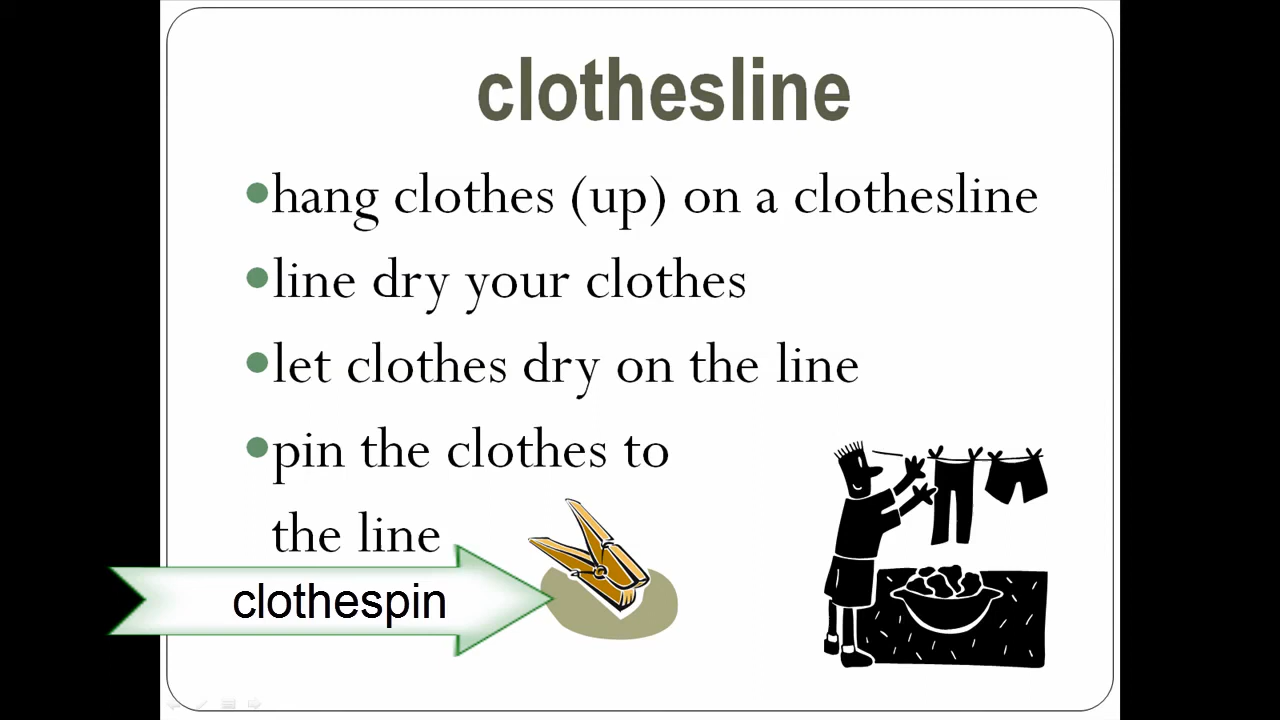 clothesline
•hang clothes (up) on a clothesline
•line dry your clothes
•let clothes dry on the line
•pin the clothes to
the line
clothespin